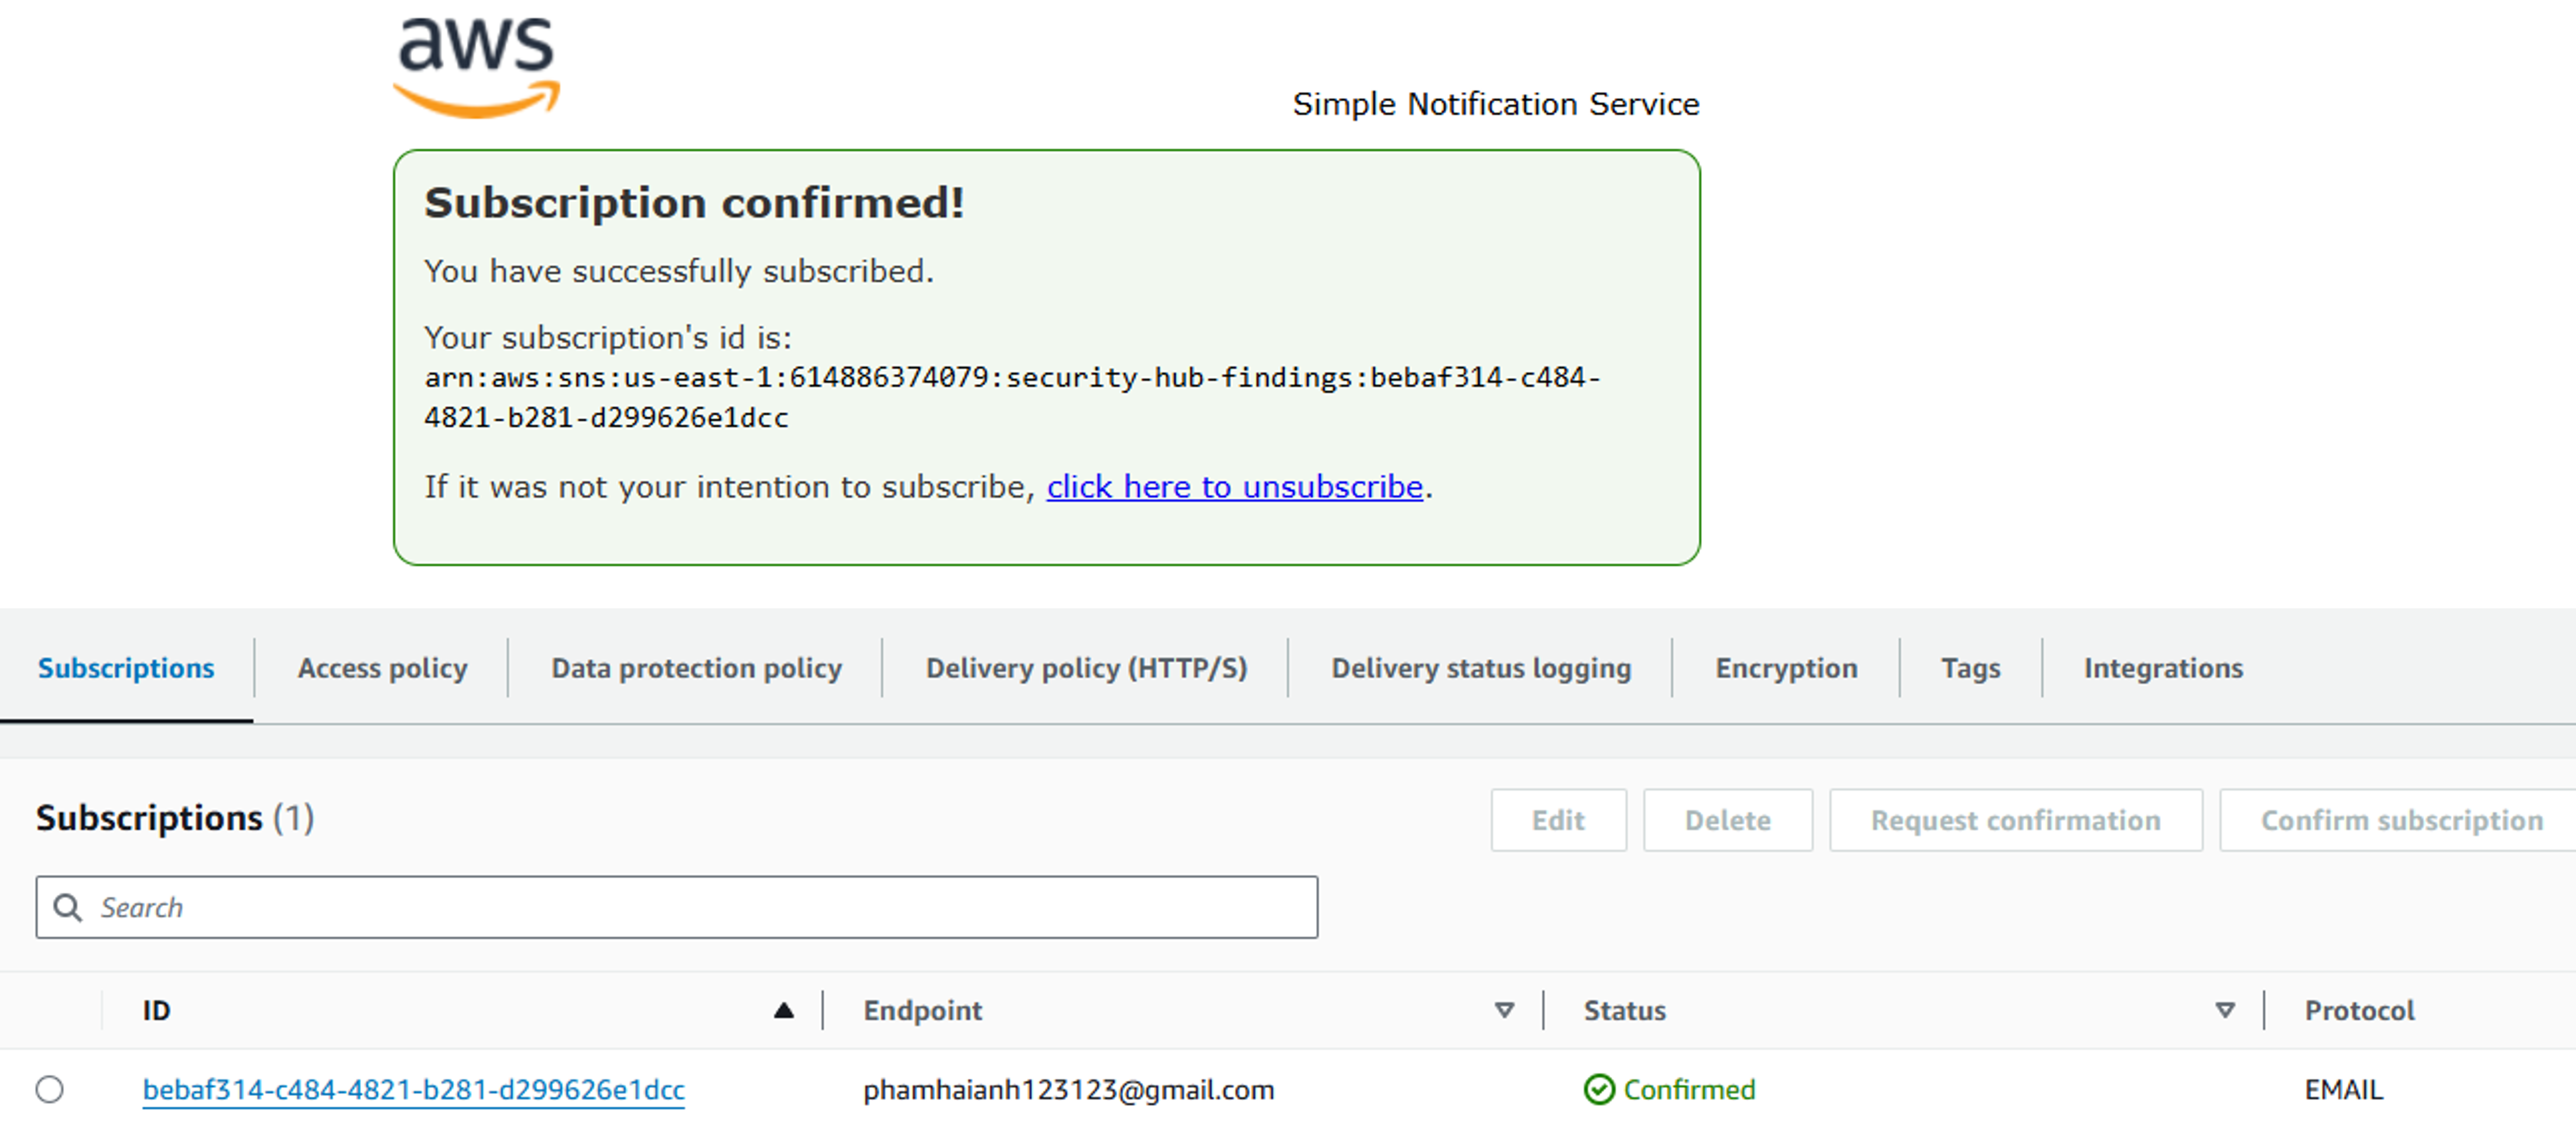 aws
Simple Notification Service
Subscription confirmed!
You have successfully subscribed.
Your subscription's id is:
arn:aws:sns:us-east-1:614886374079:security-hub-findings:bebaf314-c484-
4821-b281-d299626e1dcc
If it was not your intention to subscribe, click here to unsubscribe.
Subscriptions Access policy Data protection policy Delivery policy (HTTP/S) Delivery status logging Encryption Tags Integrations
Subscriptions (1) Edit Delete Request confirmation Confirm subscription
Search
ID Endpoint Status Protocol
bebaf314-c484-4821-b281-d299626e1dcc phamhaianh123123@gmail.com Confirmed EMAIL